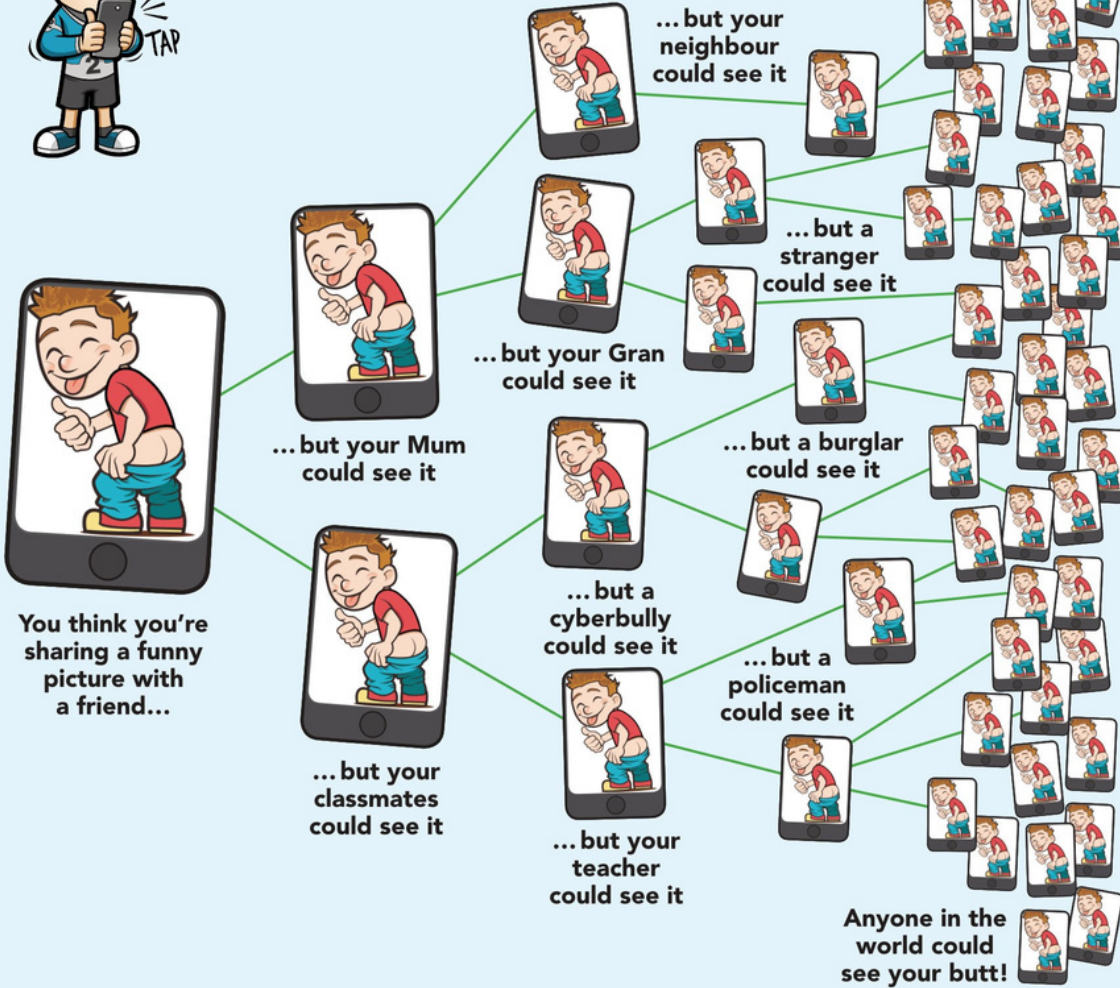 TAP
2
... but your
neighbour
could see it
... but a
stranger
could see it
... but your Gran
could see it
... but your Mum
could see it
... but a burglar
could see it
You think you're
sharing a funny
picture with
a friend...
... but a
cyberbully
could see it
... but a
policeman
could see it
... but your
classmates
could see it
... but your
teacher
could see it
Anyone in the
world could
see your butt!